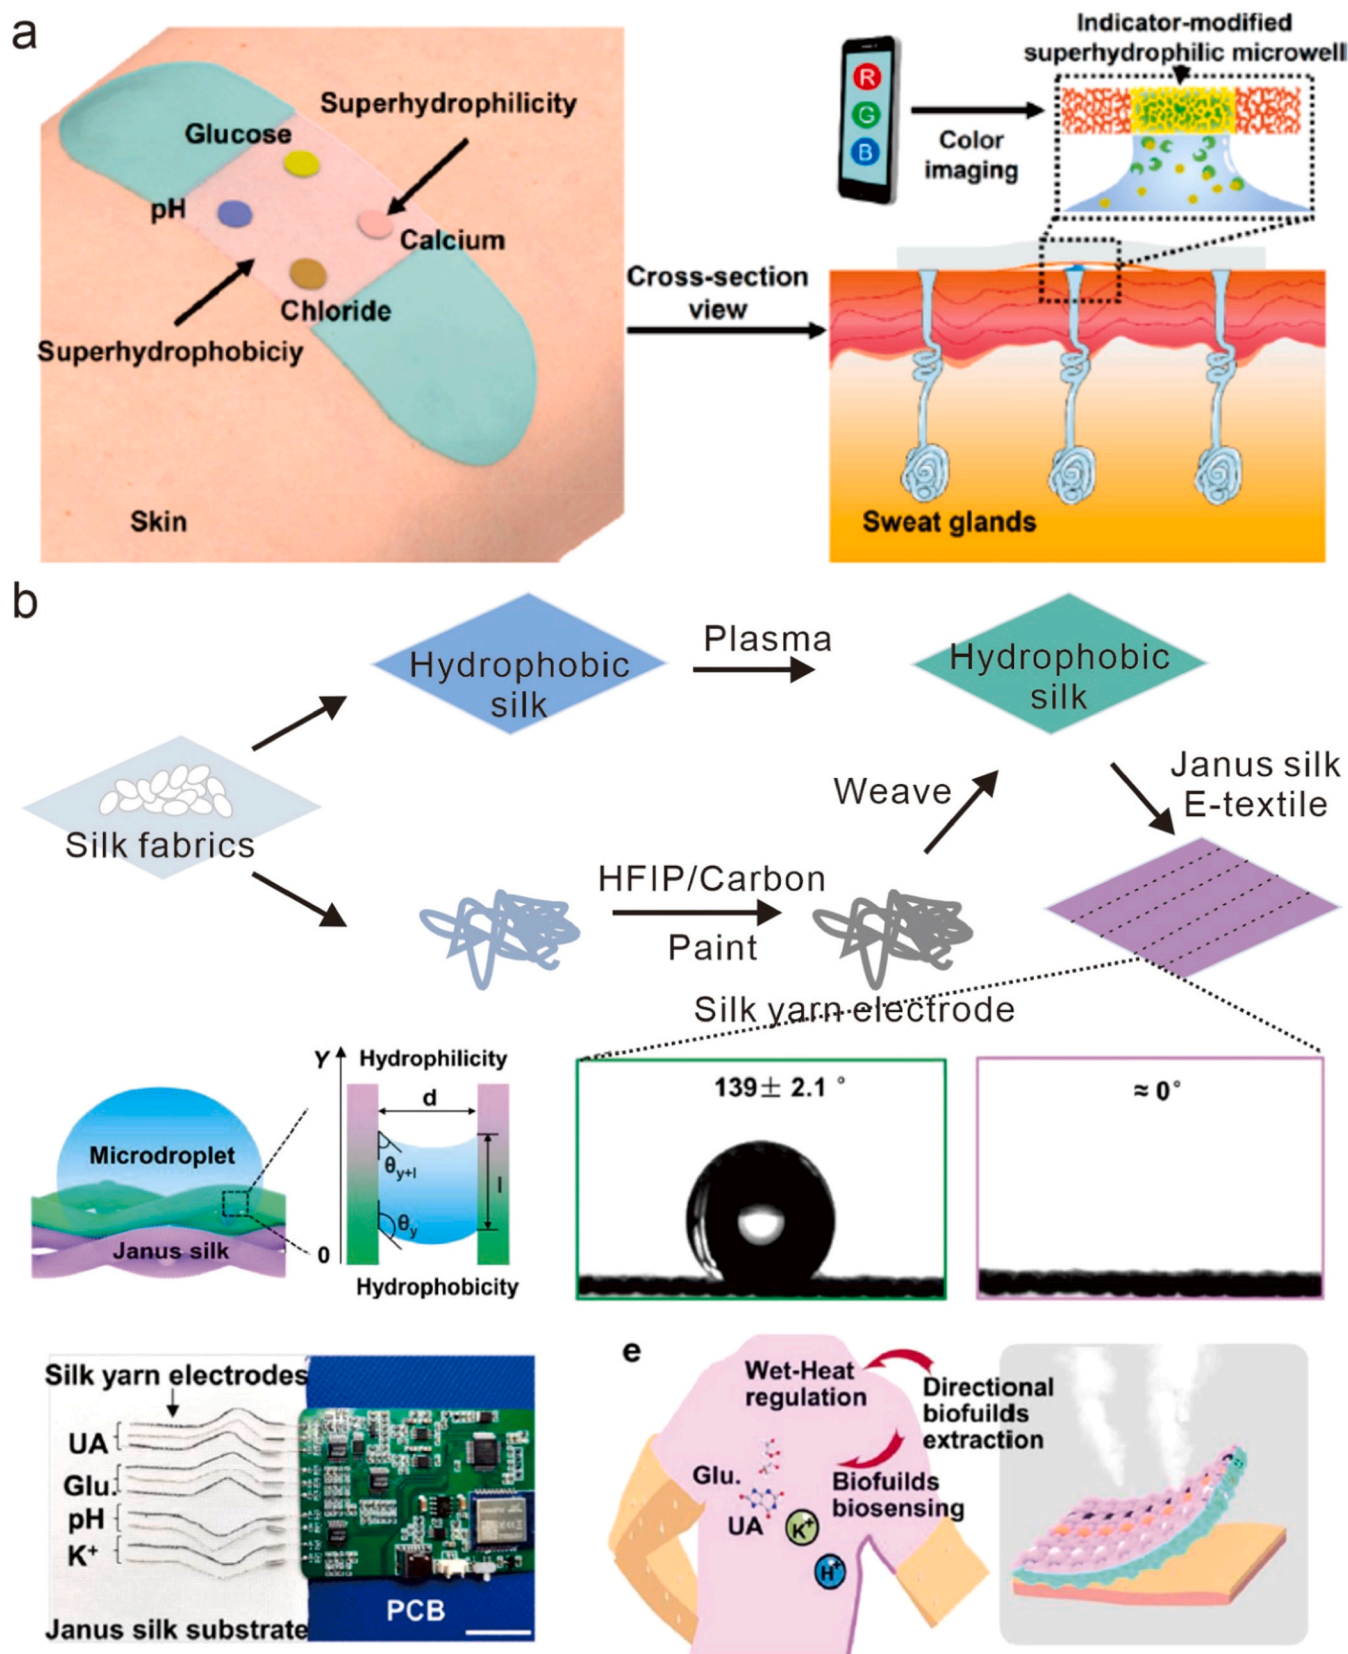 a
Glucose
Superhydrophilicity
pH
Calcium
Chloride
Superhydrophobiciy
Skin
Cross-section
view
R
G
B
Color
imaging
Indicator-modified
superhydrophilic microwell
Sweat glands
b
Hydrophobic
silk
Plasma
Hydrophobic
silk
Silk fabrics
Weave
Janus silk
E-textile
HFIP/Carbon
Paint
Silk yarn electrode
Microdroplet
Janus silk
Y
Hydrophilicity
d
θy+l
l
θy
0
Hydrophobicity
139± 2.1 °
≈ 0°
Silk yarn electrodes
UA
Glu.
pH
K+
Janus silk substrate
PCB
e
Wet-Heat
regulation
Directional
biofuilds
extraction
Glu.
Biofuilds
biosensing
UA
K+
H+